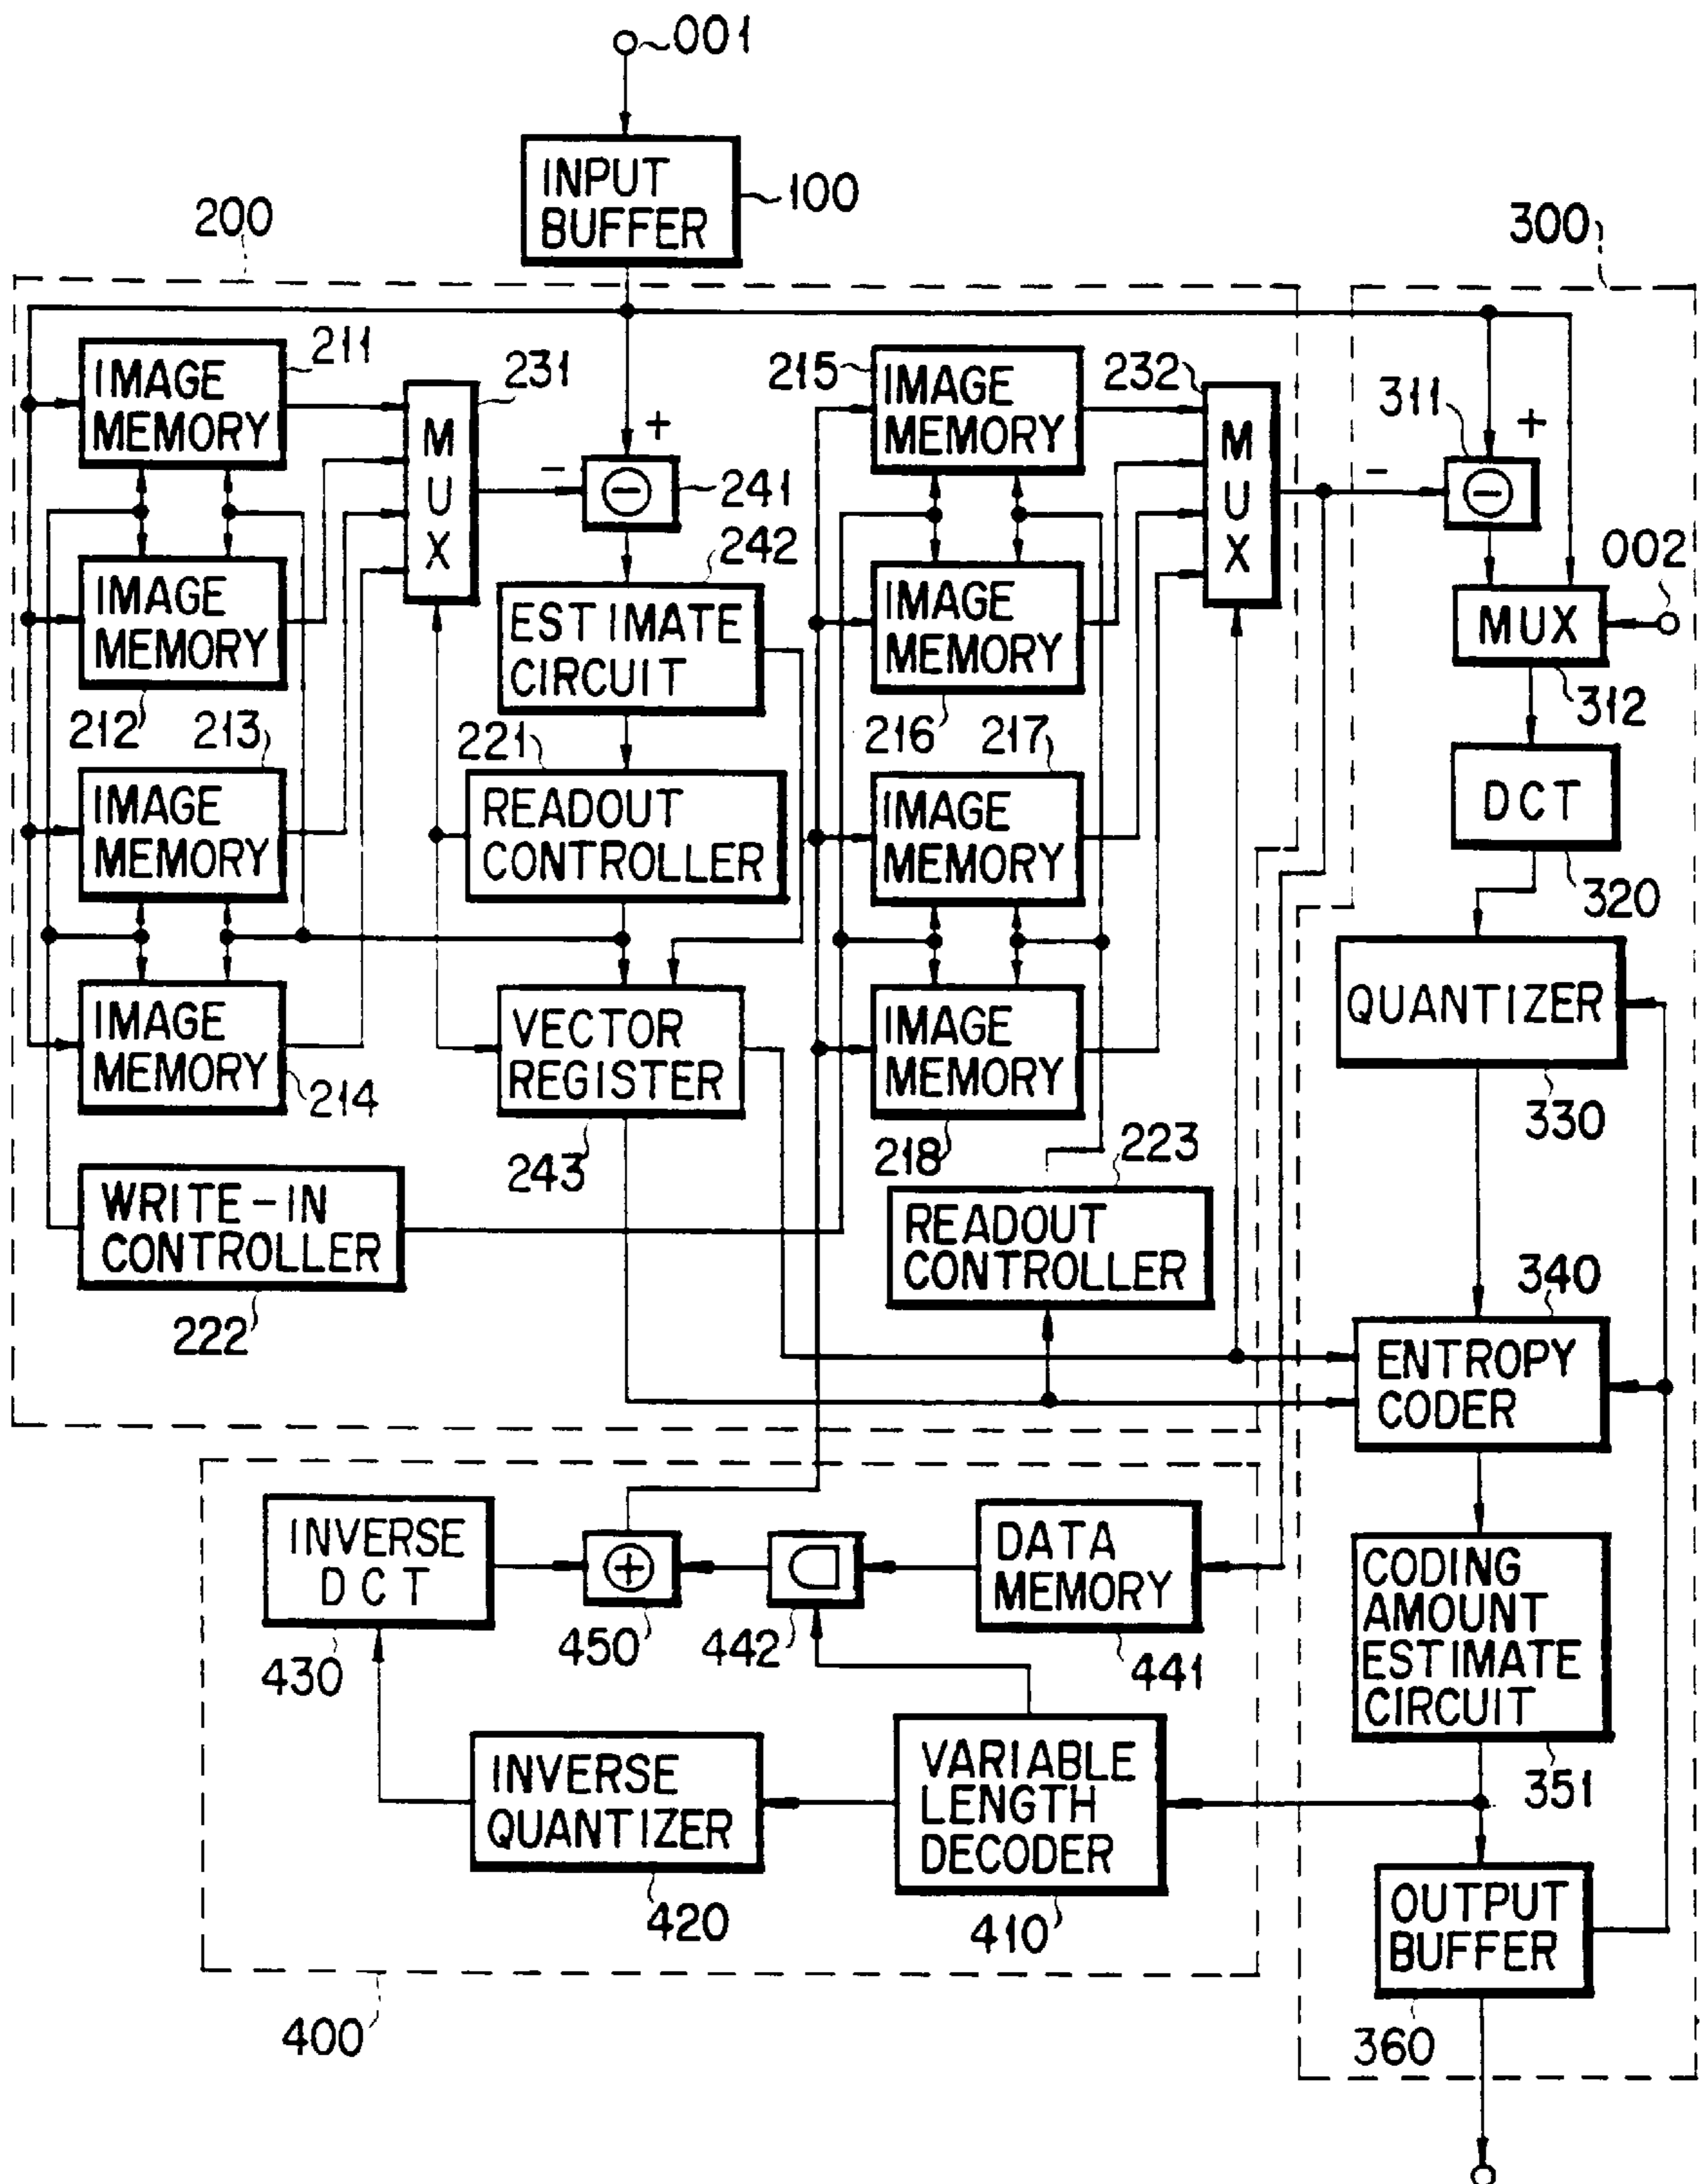 001
INPUT
BUFFER
100
200
300
IMAGE
MEMORY
211
231
M
U
X
+
-
241
215
IMAGE
MEMORY
232
M
U
X
311
+
-
242
002
IMAGE
MEMORY
212
ESTIMATE
CIRCUIT
IMAGE
MEMORY
216
MUX
312
213
221
217
IMAGE
MEMORY
READOUT
CONTROLLER
IMAGE
MEMORY
DCT
320
IMAGE
MEMORY
214
VECTOR
REGISTER
243
IMAGE
MEMORY
218
QUANTIZER
330
223
WRITE-IN
CONTROLLER
222
READOUT
CONTROLLER
340
ENTROPY
CODER
INVERSE
DCT
430
+
450
442
DATA
MEMORY
441
CODING
AMOUNT
ESTIMATE
CIRCUIT
351
INVERSE
QUANTIZER
420
VARIABLE
LENGTH
DECODER
410
OUTPUT
BUFFER
360
400